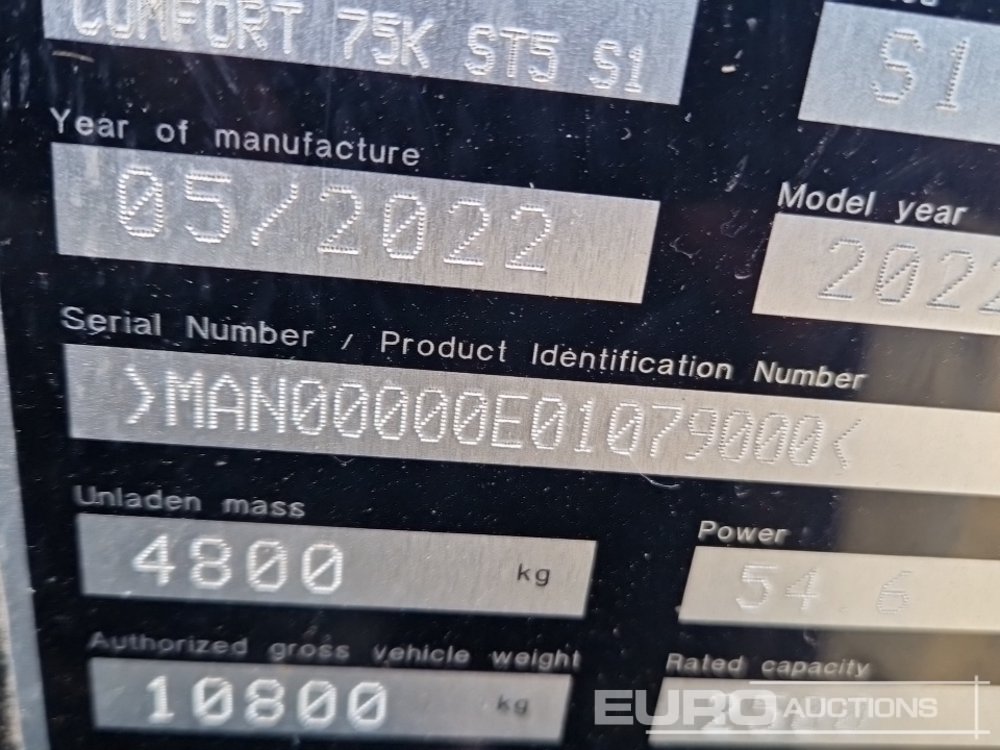 COMFORT 75K ST5 S1
S1
Year of manufacture
05/2022
Model year
2022
Serial Number / Product Identification Number
>MAN00000E01079000<
Unladen mass
4800 kg
Power
54.6
Authorized gross vehicle weight
10800 kg
Rated capacity
EURO AUCTIONS